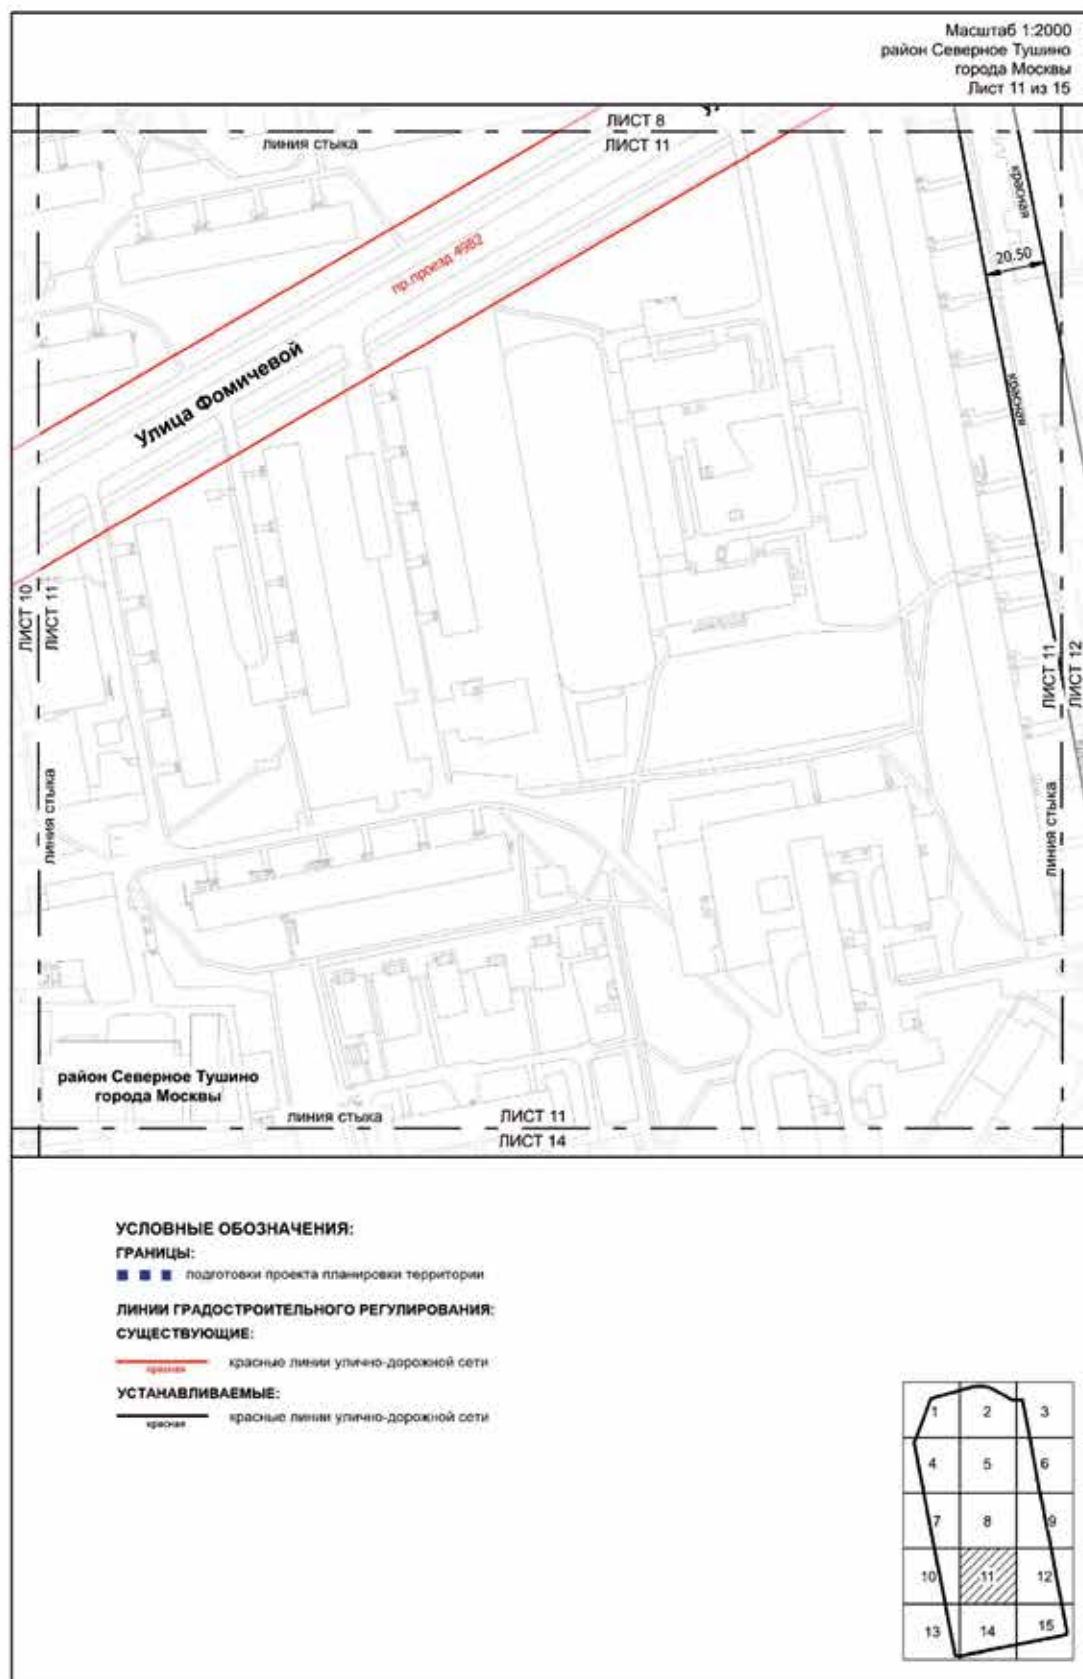 Масштаб 1:2000
район Северное Тушино
города Москвы
Лист 11 из 15
ЛИСТ 8
линия стыка
ЛИСТ 11
красная
20.50
пр.проезд 4982
Улица Фомичевой
красная
ЛИСТ 10
ЛИСТ 11
ЛИСТ 11
ЛИСТ 12
линия стыка
линия стыка
район Северное Тушино
города Москвы
линия стыка
ЛИСТ 11
ЛИСТ 14
УСЛОВНЫЕ ОБОЗНАЧЕНИЯ:
ГРАНИЦЫ:
подготовки проекта планировки территории
ЛИНИИ ГРАДОСТРОИТЕЛЬНОГО РЕГУЛИРОВАНИЯ:
СУЩЕСТВУЮЩИЕ:
красная красные линии улично-дорожной сети
УСТАНАВЛИВАЕМЫЕ:
красная красные линии улично-дорожной сети
1 2 3
4 5 6
7 8 9
10 11 12
13 14 15